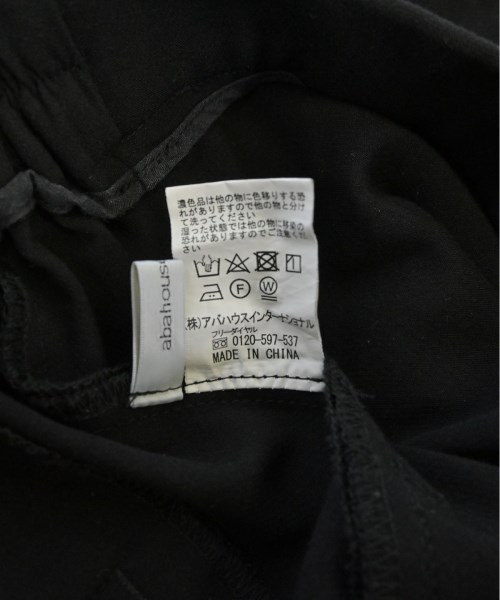 濃色品は他の物に色移りする恐
れがありますので他の物と分け
て洗ってください
湿った状態では他の物に移染の
恐れがありますのでご注意くだ
さい
F
W
(株)アバハウスインターナショナル
フリーダイヤル
0120-597-537
MADE IN CHINA
abahouse